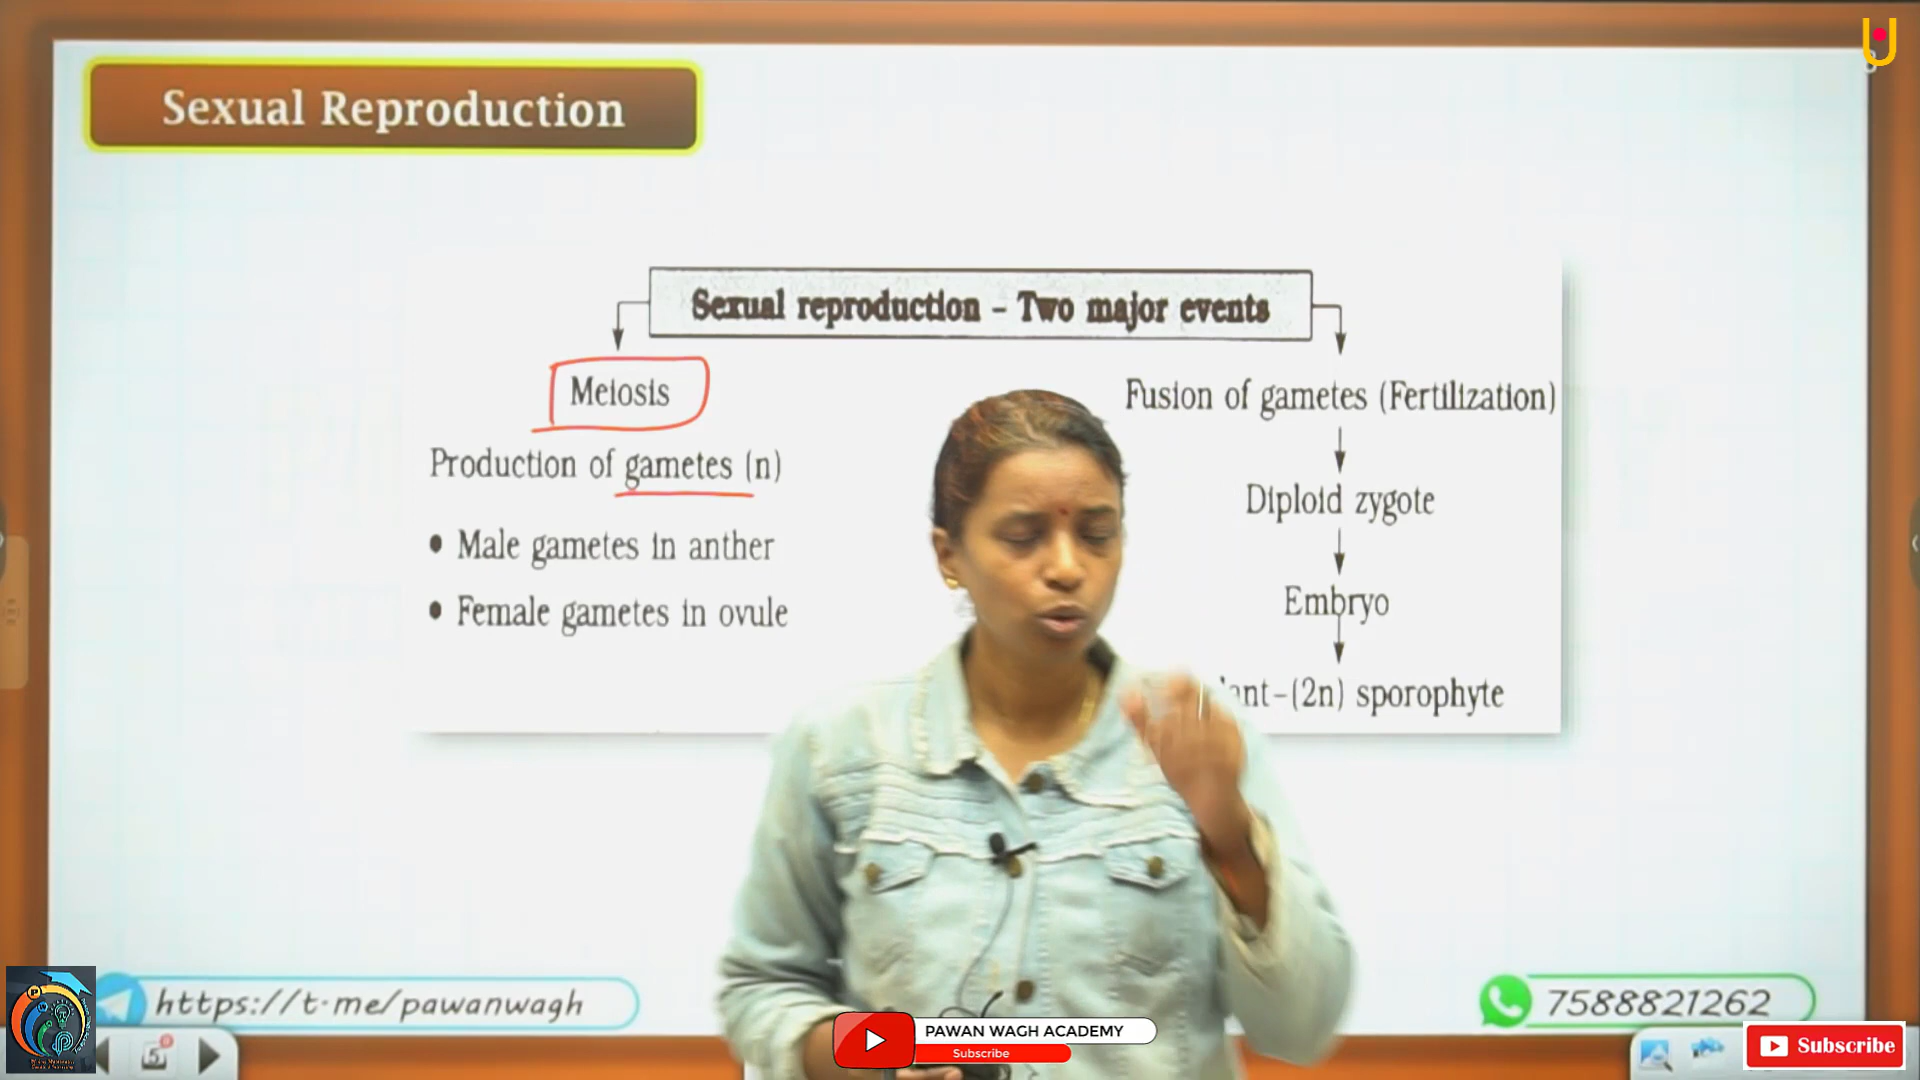 Sexual Reproduction
Sexual reproduction – Two major events
Meiosis
Production of gametes (n)
• Male gametes in anther
• Female gametes in ovule
Fusion of gametes (Fertilization)
Diploid zygote
Embryo
(2n) sporophyte
https://t.me/pawanwagh
7588821262
PAWAN WAGH ACADEMY
Subscribe
Subscribe